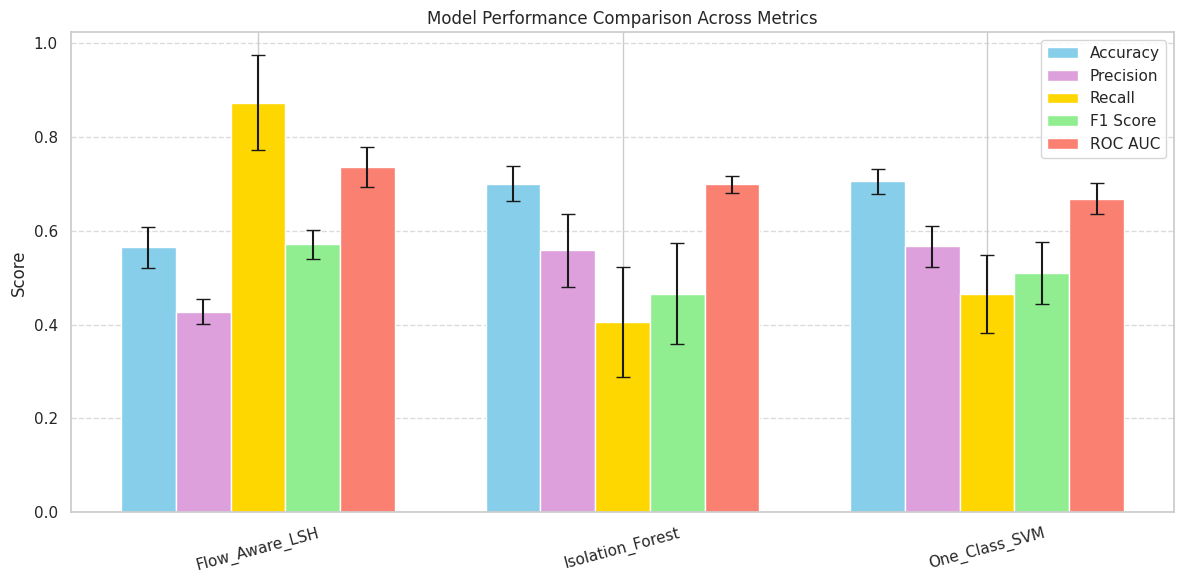 Model Performance Comparison Across Metrics
1.0
0.8
0.6
0.4
0.2
0.0
Score
Accuracy
Precision
Recall
F1 Score
ROC AUC
Flow_Aware_LSH
Isolation_Forest
One_Class_SVM